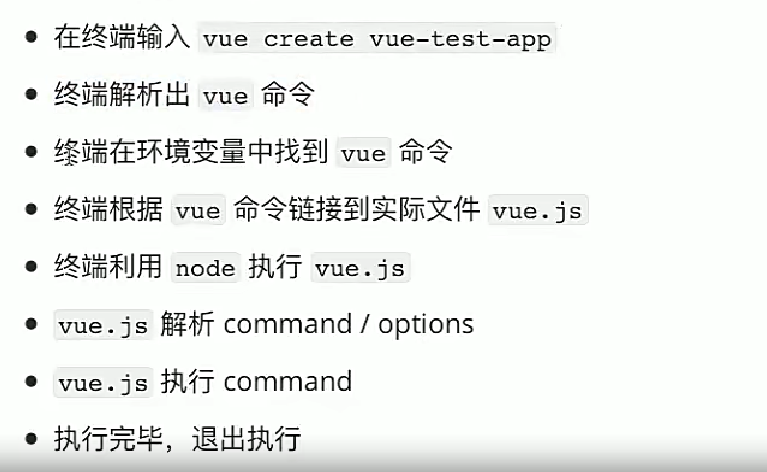 在终端输入 vue create vue-test-app
终端解析出 vue 命令
终端在环境变量中找到 vue 命令
终端根据 vue 命令链接到实际文件 vue.js
终端利用 node 执行 vue.js
vue.js 解析 command / options
vue.js 执行 command
执行完毕，退出执行